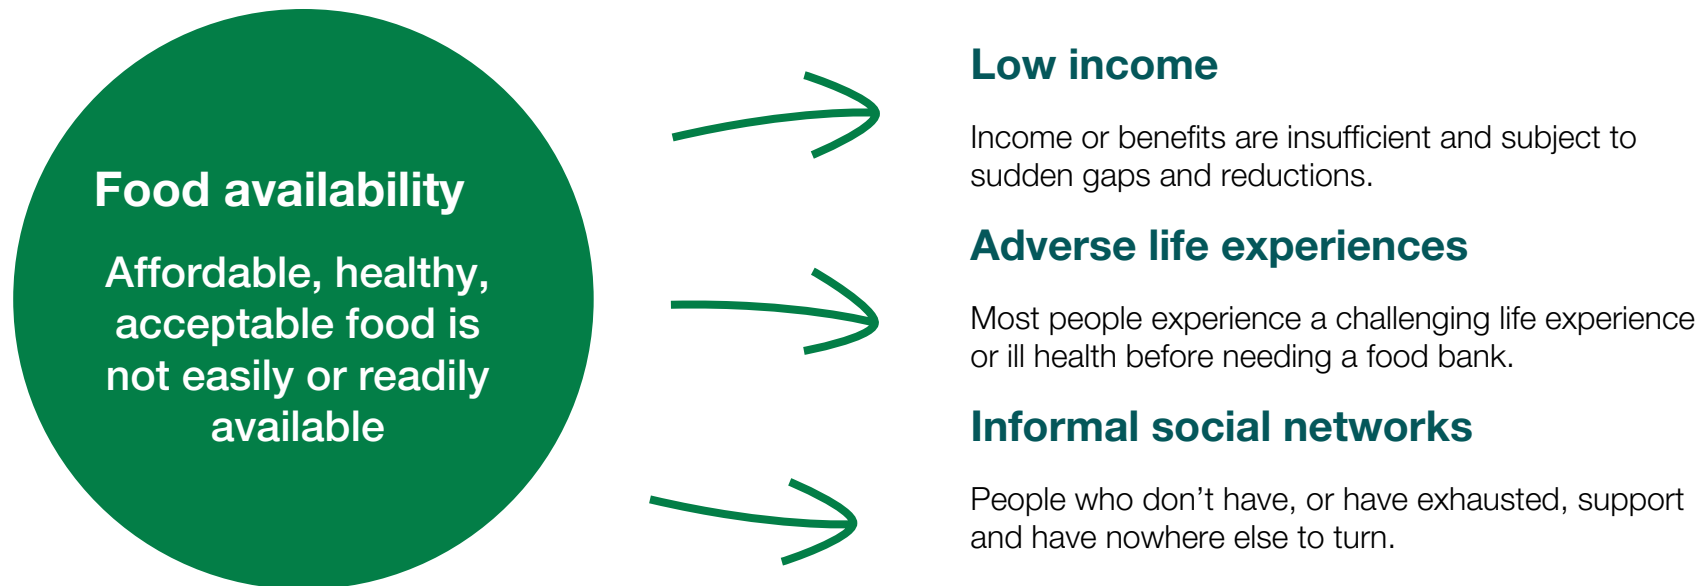 Food availability
Affordable, healthy,
acceptable food is
not easily or readily
available
Low income
Income or benefits are insufficient and subject to
sudden gaps and reductions.
Adverse life experiences
Most people experience a challenging life experience
or ill health before needing a food bank.
Informal social networks
People who don’t have, or have exhausted, support
and have nowhere else to turn.